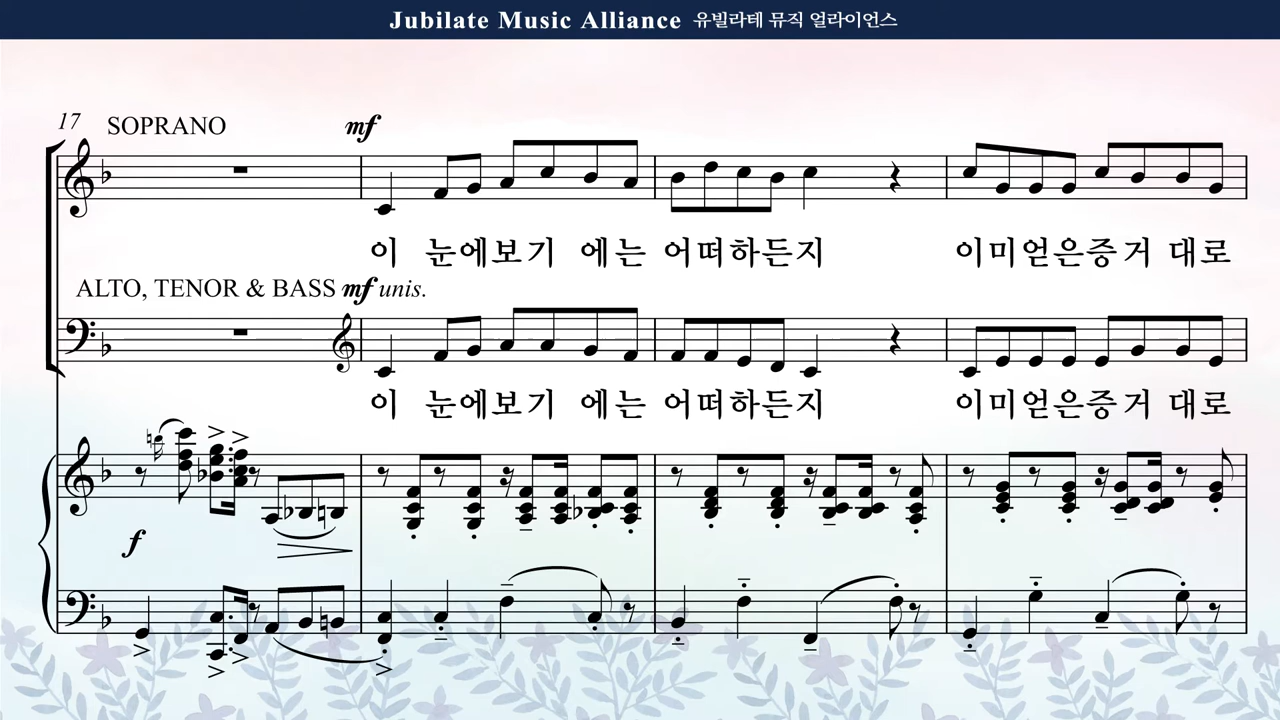 Jubilate Music Alliance 유빌라테 뮤직 얼라이언스
17 SOPRANO mf
이 눈에보기 에는 어떠하든지 이미얻은증거 대로
ALTO, TENOR & BASS mf unis.
이 눈에보기 에는 어떠하든지 이미얻은증거 대로
f